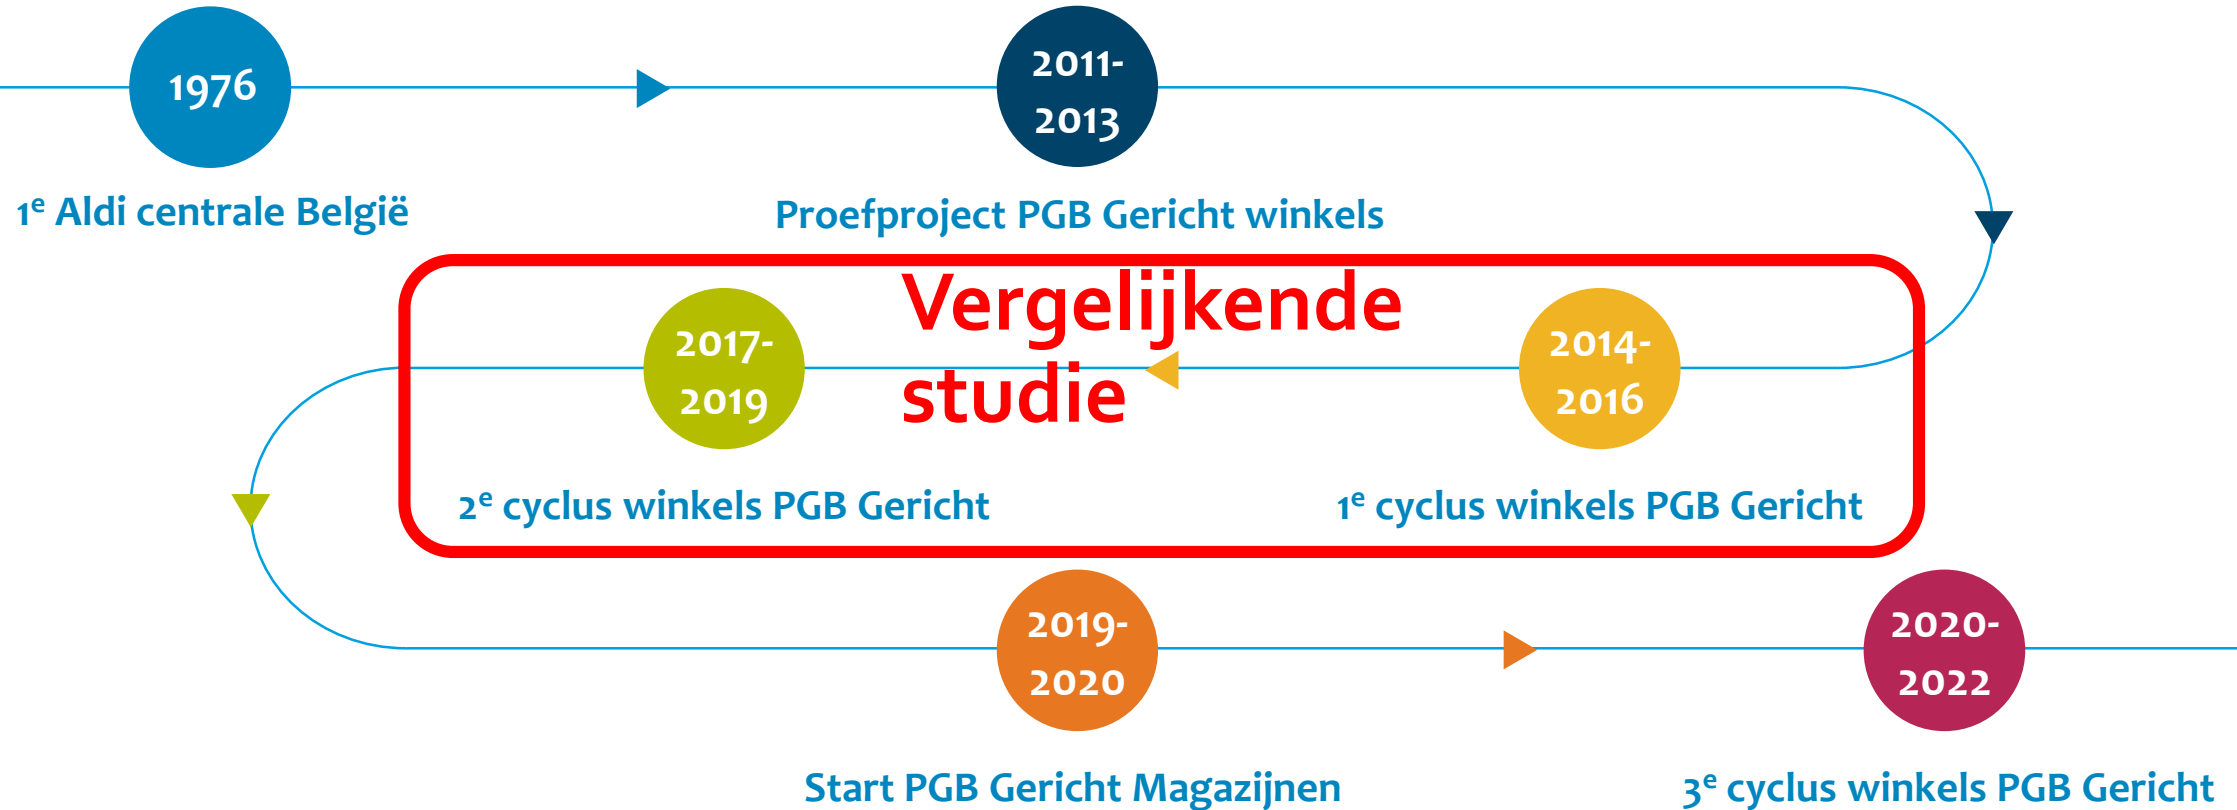 1976
1e Aldi centrale België
2011-
2013
Proefproject PGB Gericht winkels
Vergelijkende
studie
2014-
2016
1e cyclus winkels PGB Gericht
2017-
2019
2e cyclus winkels PGB Gericht
2019-
2020
Start PGB Gericht Magazijnen
2020-
2022
3e cyclus winkels PGB Gericht